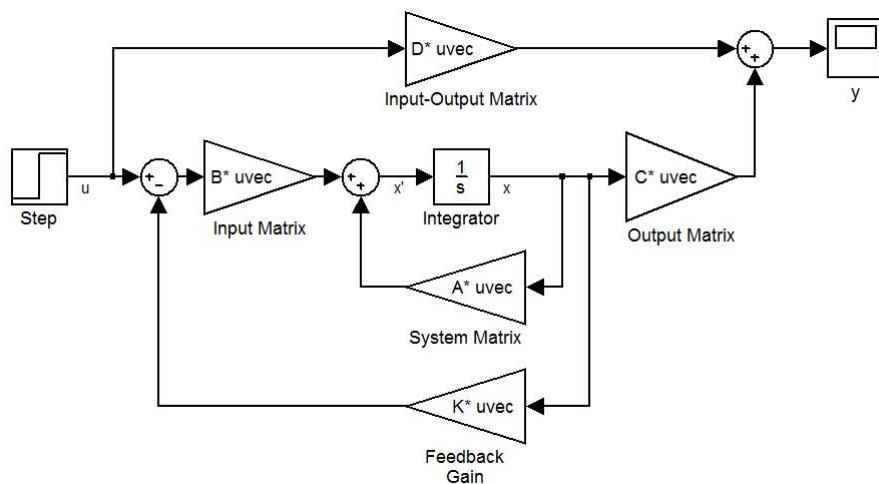 D* uvec
Input-Output Matrix
+
+
y
Step
u
+
−
B* uvec
Input Matrix
+
+
x'
1
s
Integrator
x
C* uvec
Output Matrix
A* uvec
System Matrix
K* uvec
Feedback
Gain